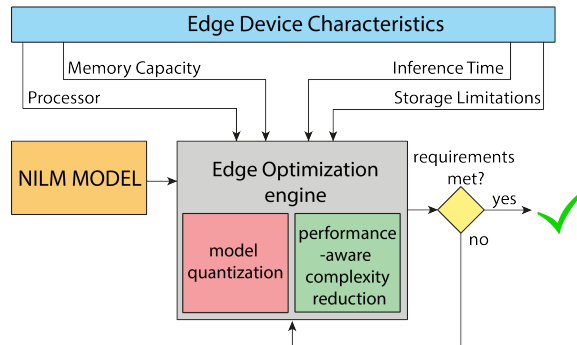 Edge Device Characteristics
Memory Capacity
Inference Time
Processor
Storage Limitations
NILM MODEL
Edge Optimization
engine
model
quantization
performance
-aware
complexity
reduction
requirements
met?
yes
no